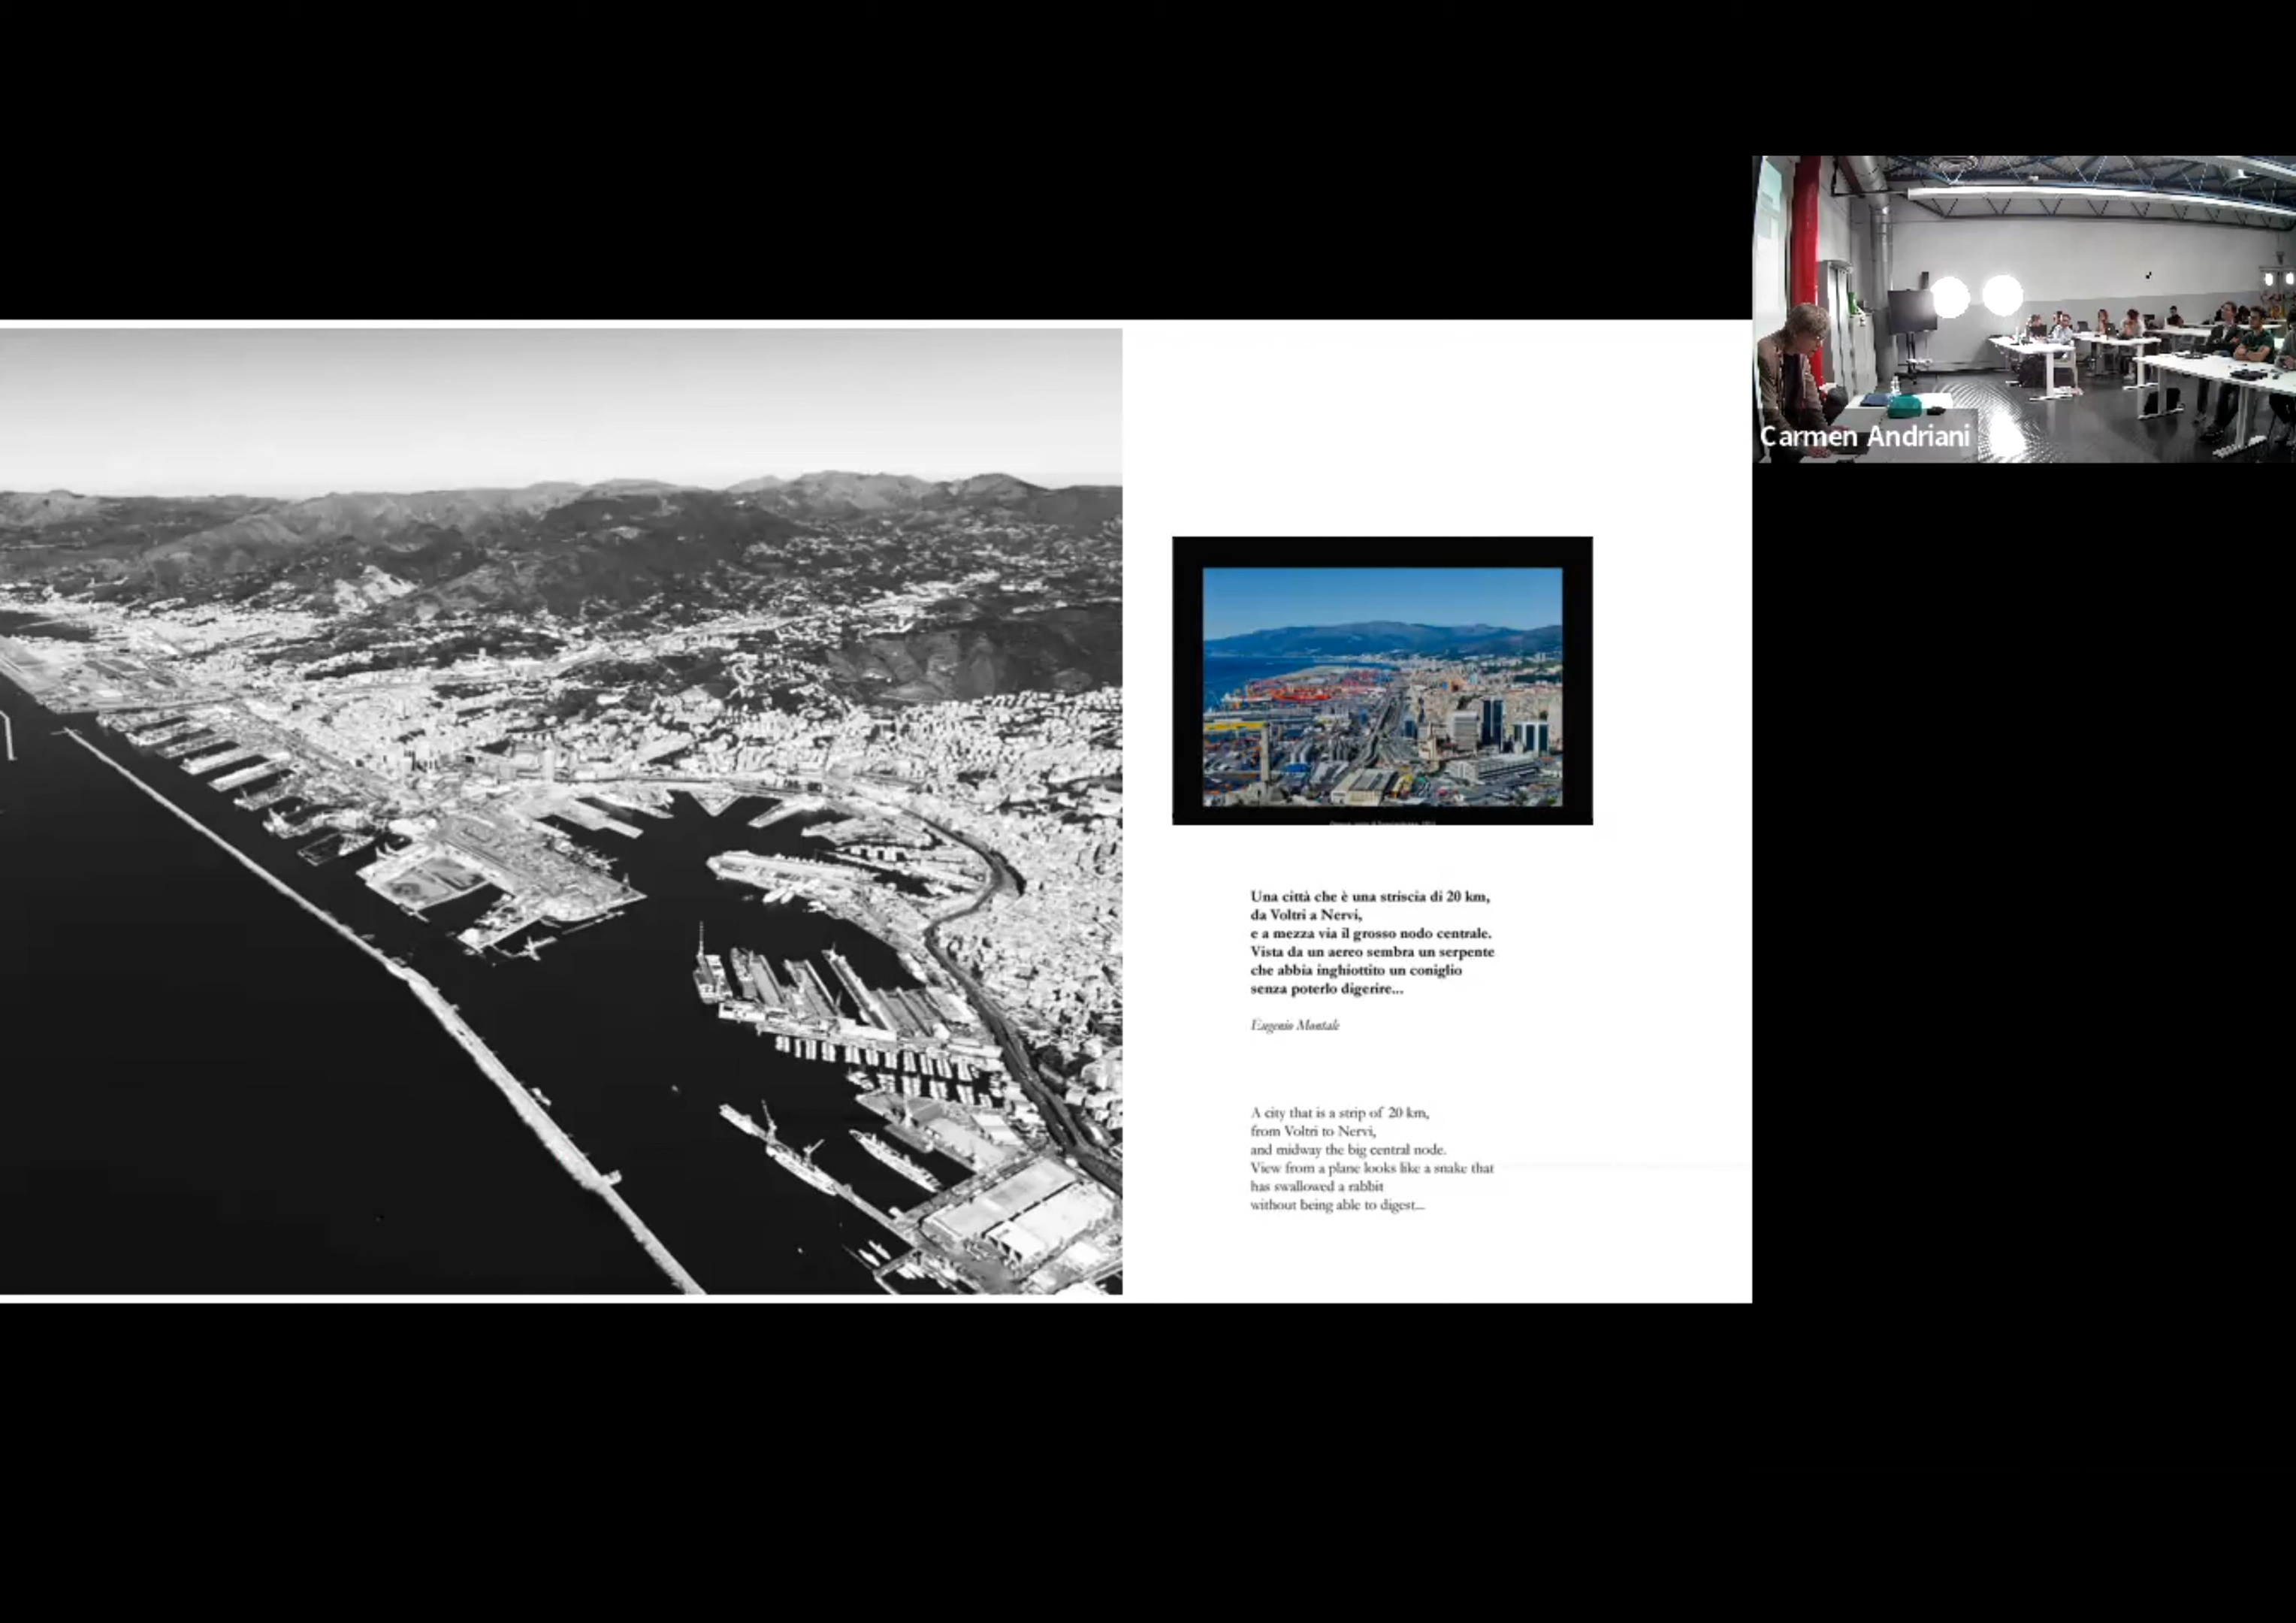 Carmen Andriani
Una città che è una striscia di 20 km,
da Voltri a Nervi,
e a mezza via il grosso nodo centrale.
Vista da un aereo sembra un serpente
che abbia inghiottito un coniglio
senza poterlo digerire...
Eugenio Montale
A city that is a strip of 20 km,
from Voltri to Nervi,
and midway the big central node.
View from a plane looks like a snake that
has swallowed a rabbit
without being able to digest...